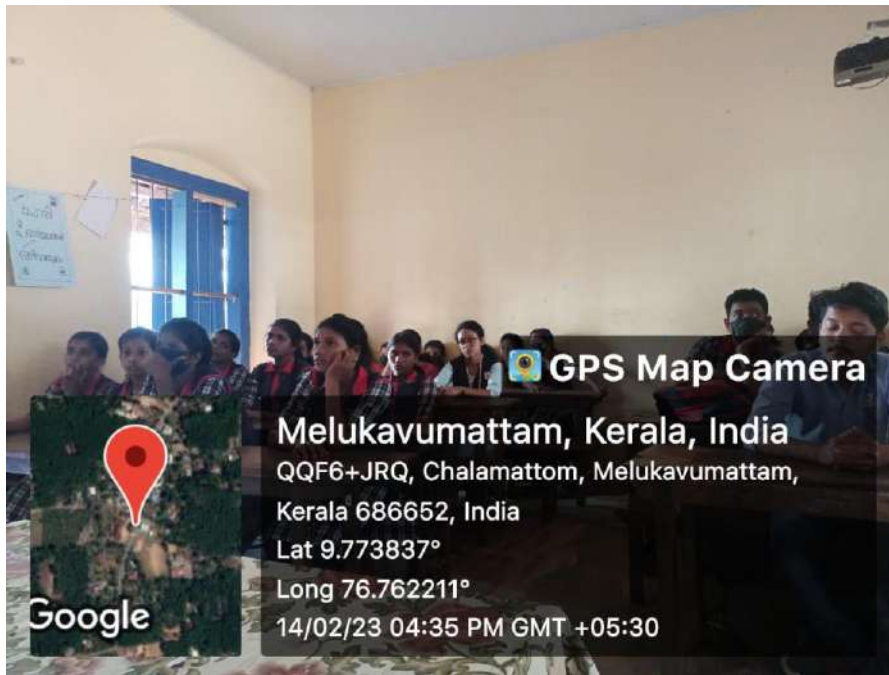 GPS Map Camera
Melukavumattam, Kerala, India
QQF6+JRQ, Chalamattom, Melukavumattam,
Kerala 686652, India
Lat 9.773837°
Long 76.762211°
14/02/23 04:35 PM GMT +05:30
Google